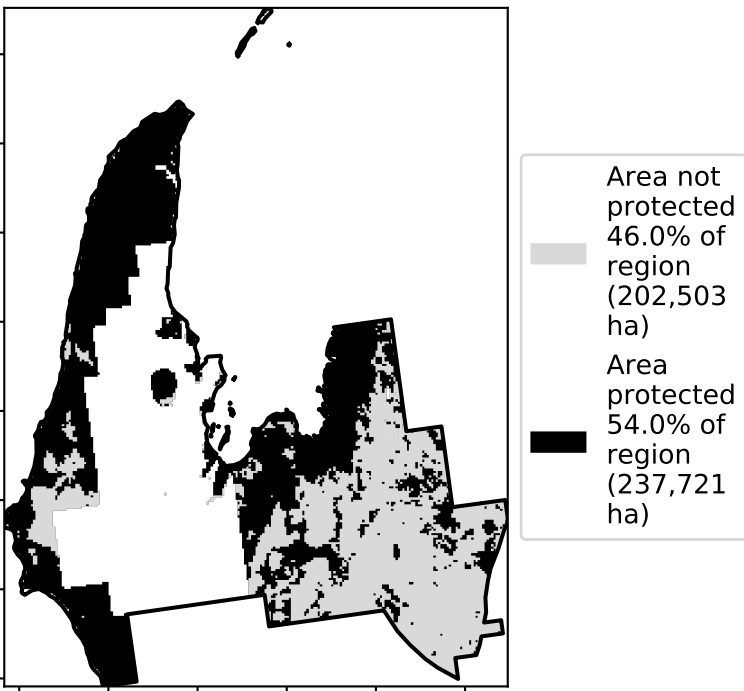 Area not
protected
46.0% of
region
(202,503
ha)
Area
protected
54.0% of
region
(237,721
ha)